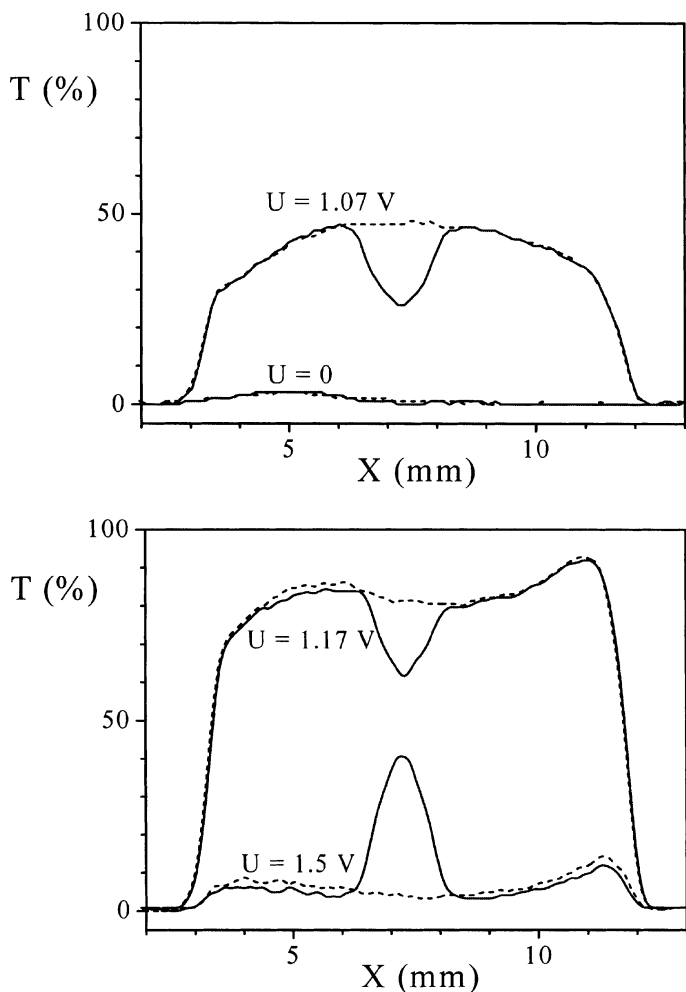 100
T (%)
U = 1.07 V
50
U = 0
0
5
10
X (mm)
100
T (%)
U = 1.17 V
50
U = 1.5 V
0
5
10
X (mm)